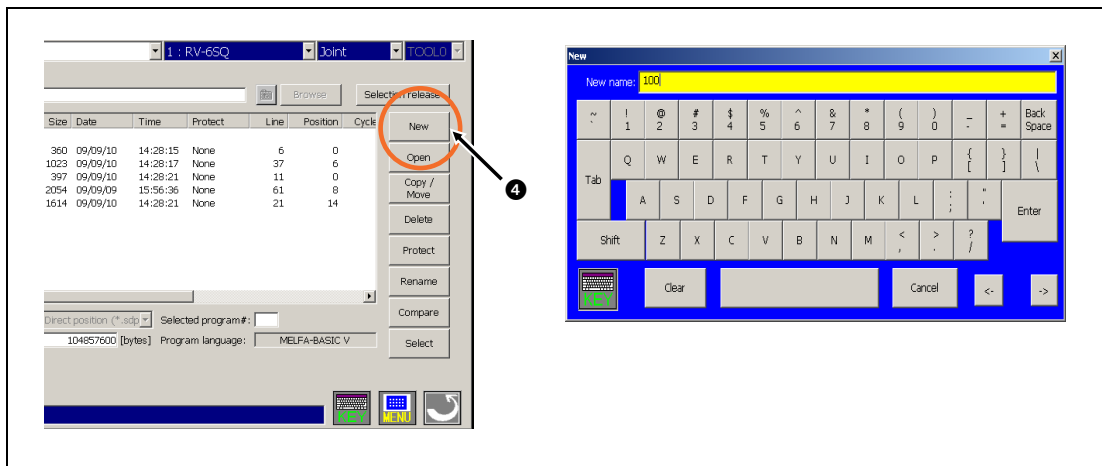 1 : RV-6SQ Joint TOOL0
Browse Selection release
Size Date Time Protect Line Position Cycle
360 09/09/10 14:28:15 None 6 0
1023 09/09/10 14:28:17 None 37 6
397 09/09/10 14:28:21 None 11 0
2054 09/09/09 15:56:36 None 61 8
1614 09/09/10 14:28:21 None 21 14
New
Open
Copy /
Move
Delete
Protect
Rename
Compare
Select
Direct position (*.sdp Selected program#:
104857600 [bytes] Program language: MELFA-BASIC V
KEY MENU
❹
New
New name: 100
~ ! @ # $ % ^ & * ( ) _ + Back
` 1 2 3 4 5 6 7 8 9 0 - = Space
Tab Q W E R T Y U I O P { [ } ] | \
A S D F G H J K L : ; " ' Enter
Shift Z X C V B N M < , > . ? /
KEY Clear Cancel <- ->